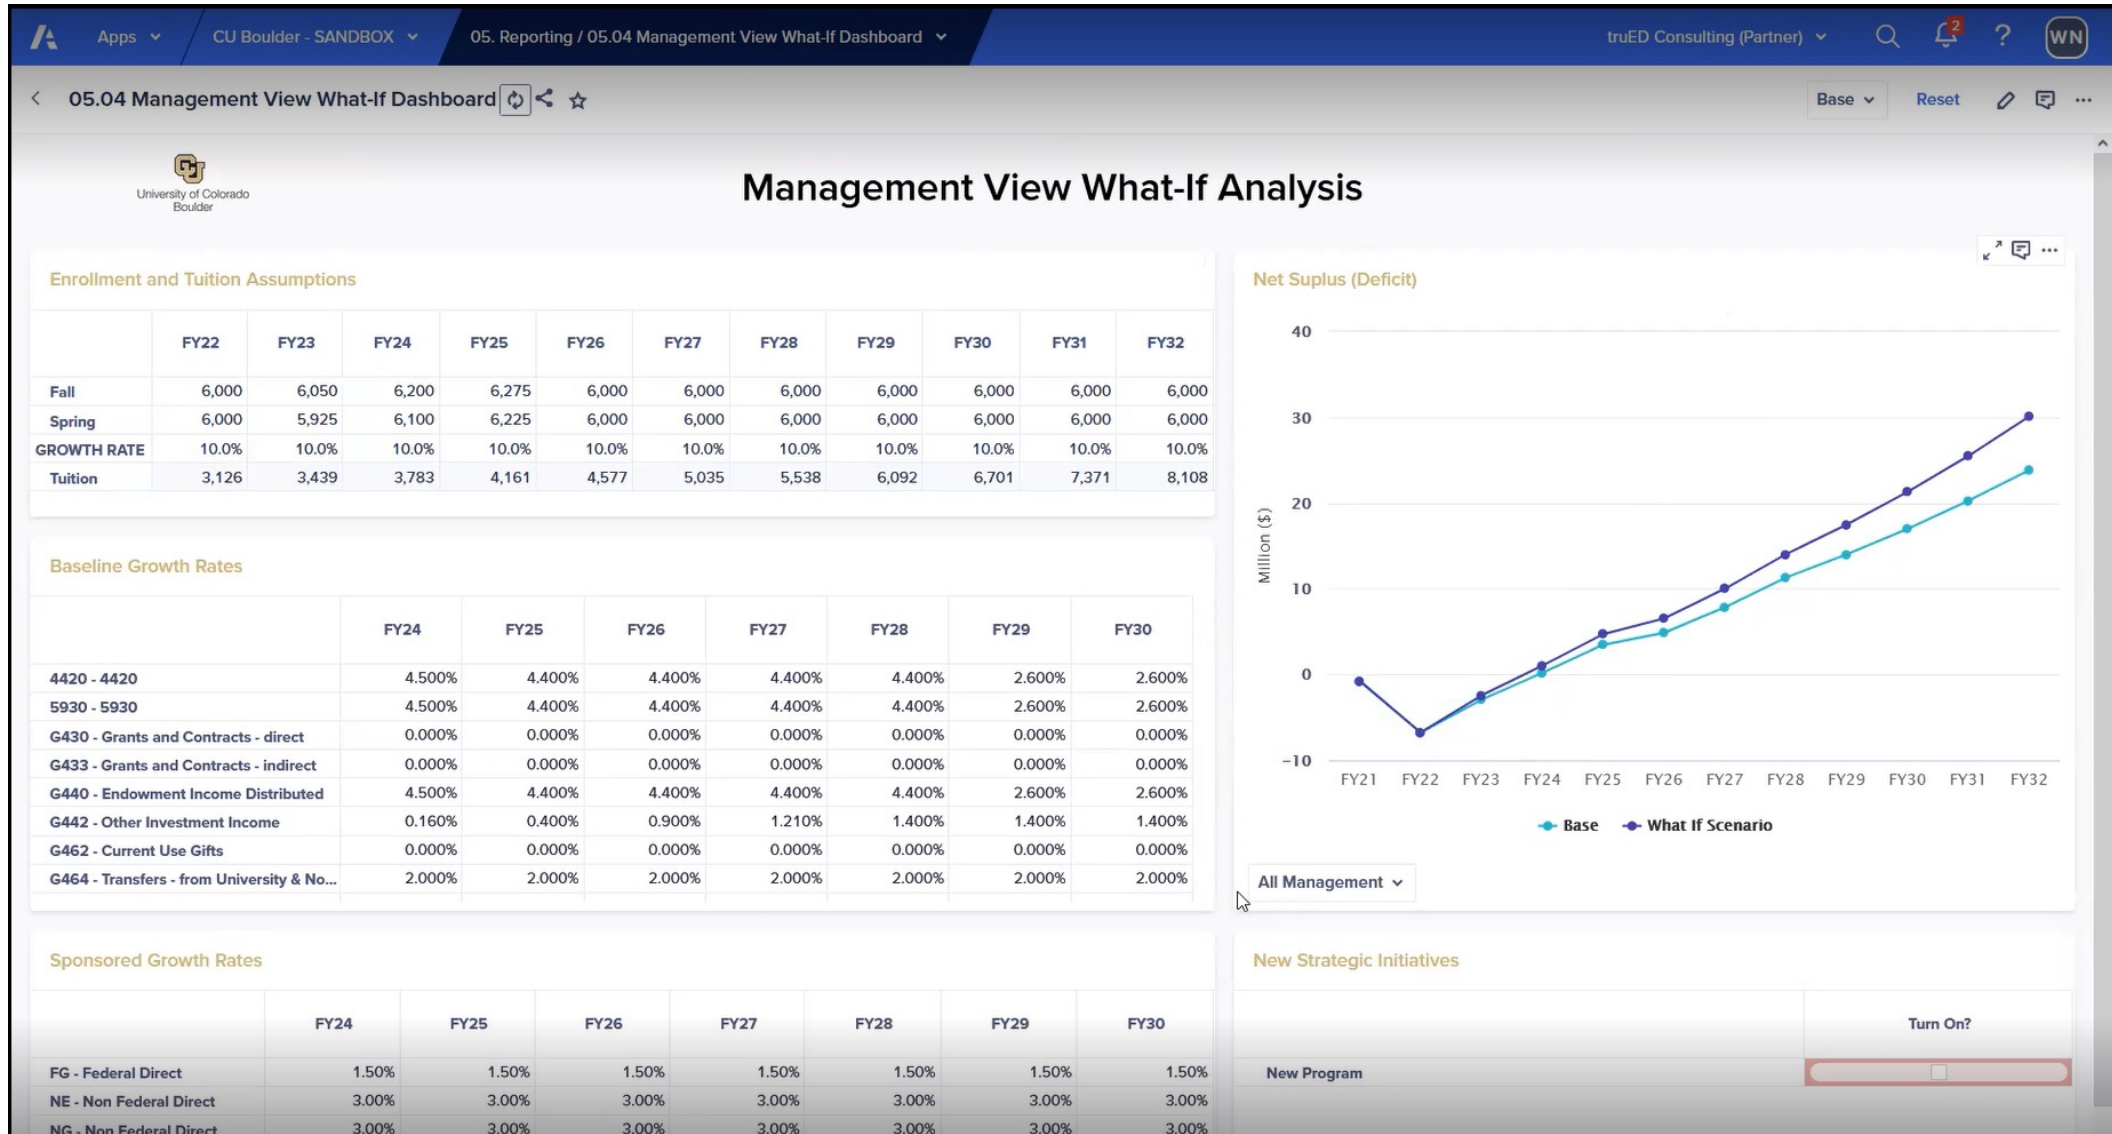 Apps CU Boulder - SANDBOX 05. Reporting / 05.04 Management View What-If Dashboard truED Consulting (Partner) 2 ? WN
05.04 Management View What-If Dashboard Base Reset
University of Colorado
Boulder
Management View What-If Analysis
Enrollment and Tuition Assumptions
FY22 FY23 FY24 FY25 FY26 FY27 FY28 FY29 FY30 FY31 FY32
Fall 6,000 6,050 6,200 6,275 6,000 6,000 6,000 6,000 6,000 6,000 6,000
Spring 6,000 5,925 6,100 6,225 6,000 6,000 6,000 6,000 6,000 6,000 6,000
GROWTH RATE 10.0% 10.0% 10.0% 10.0% 10.0% 10.0% 10.0% 10.0% 10.0% 10.0% 10.0%
Tuition 3,126 3,439 3,783 4,161 4,577 5,035 5,538 6,092 6,701 7,371 8,108
Baseline Growth Rates
FY24 FY25 FY26 FY27 FY28 FY29 FY30
4420 - 4420 4.500% 4.400% 4.400% 4.400% 4.400% 2.600% 2.600%
5930 - 5930 4.500% 4.400% 4.400% 4.400% 4.400% 2.600% 2.600%
G430 - Grants and Contracts - direct 0.000% 0.000% 0.000% 0.000% 0.000% 0.000% 0.000%
G433 - Grants and Contracts - indirect 0.000% 0.000% 0.000% 0.000% 0.000% 0.000% 0.000%
G440 - Endowment Income Distributed 4.500% 4.400% 4.400% 4.400% 4.400% 2.600% 2.600%
G442 - Other Investment Income 0.160% 0.400% 0.900% 1.210% 1.400% 1.400% 1.400%
G462 - Current Use Gifts 0.000% 0.000% 0.000% 0.000% 0.000% 0.000% 0.000%
G464 - Transfers - from University & No... 2.000% 2.000% 2.000% 2.000% 2.000% 2.000% 2.000%
Net Suplus (Deficit)
40
30
20
10
0
-10
Million ($)
FY21 FY22 FY23 FY24 FY25 FY26 FY27 FY28 FY29 FY30 FY31 FY32
Base What If Scenario
All Management
Sponsored Growth Rates
FY24 FY25 FY26 FY27 FY28 FY29 FY30
FG - Federal Direct 1.50% 1.50% 1.50% 1.50% 1.50% 1.50% 1.50%
NE - Non Federal Direct 3.00% 3.00% 3.00% 3.00% 3.00% 3.00% 3.00%
NG - Non Federal Direct 3.00% 3.00% 3.00% 3.00% 3.00% 3.00% 3.00%
New Strategic Initiatives
Turn On?
New Program